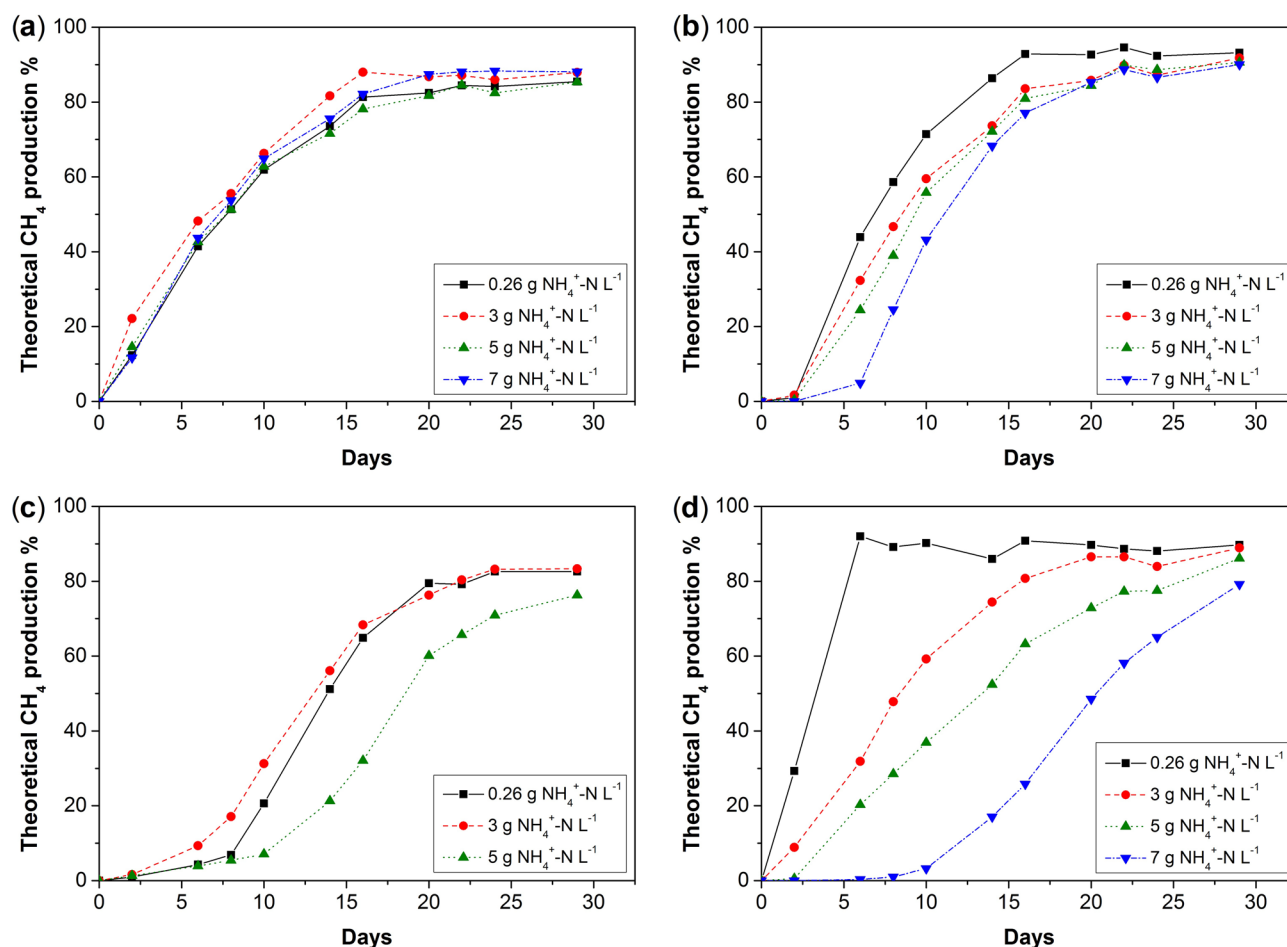 (a)
Theoretical CH₄ production %
100
80
60
40
20
0
0 5 10 15 20 25 30
Days
0.26 g NH₄⁺-N L⁻¹
3 g NH₄⁺-N L⁻¹
5 g NH₄⁺-N L⁻¹
7 g NH₄⁺-N L⁻¹
(b)
Theoretical CH₄ production %
100
80
60
40
20
0
0 5 10 15 20 25 30
Days
0.26 g NH₄⁺-N L⁻¹
3 g NH₄⁺-N L⁻¹
5 g NH₄⁺-N L⁻¹
7 g NH₄⁺-N L⁻¹
(c)
Theoretical CH₄ production %
100
80
60
40
20
0
0 5 10 15 20 25 30
Days
0.26 g NH₄⁺-N L⁻¹
3 g NH₄⁺-N L⁻¹
5 g NH₄⁺-N L⁻¹
(d)
Theoretical CH₄ production %
100
80
60
40
20
0
0 5 10 15 20 25 30
Days
0.26 g NH₄⁺-N L⁻¹
3 g NH₄⁺-N L⁻¹
5 g NH₄⁺-N L⁻¹
7 g NH₄⁺-N L⁻¹